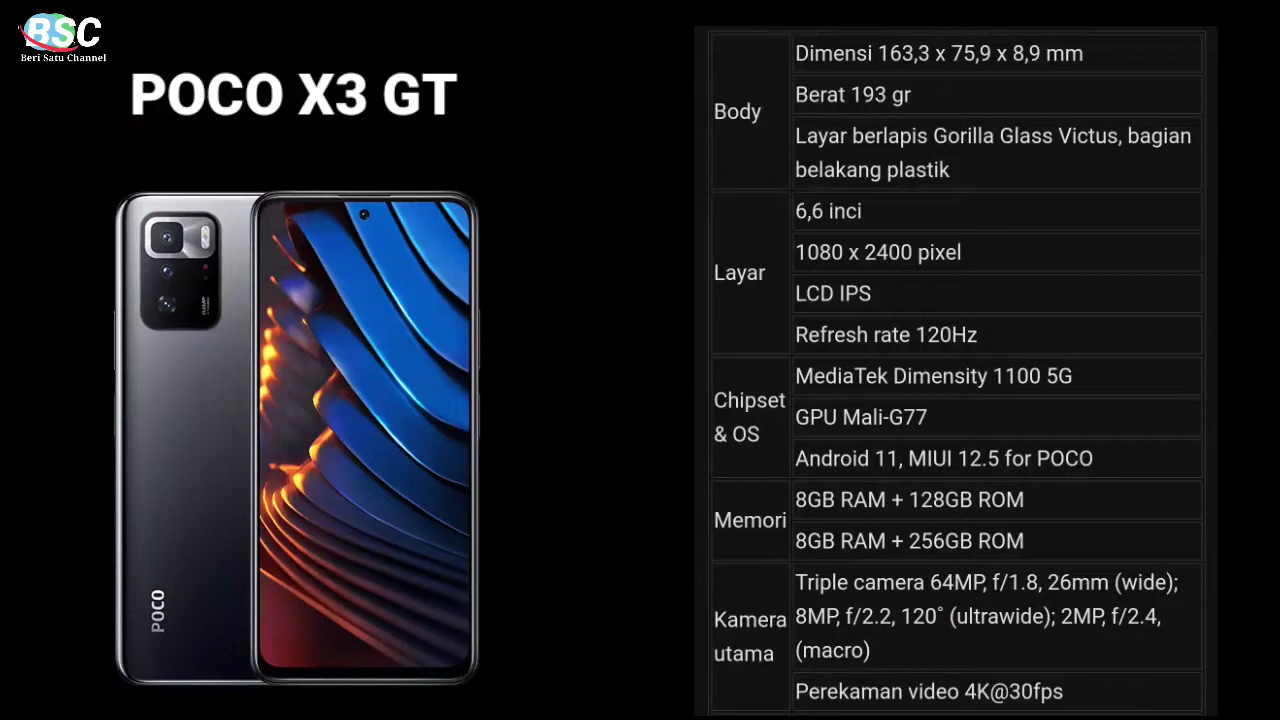 BSC
Beri Satu Channel
POCO X3 GT
POCO
Body
Dimensi 163,3 x 75,9 x 8,9 mm
Berat 193 gr
Layar berlapis Gorilla Glass Victus, bagian
belakang plastik
Layar
6,6 inci
1080 x 2400 pixel
LCD IPS
Refresh rate 120Hz
Chipset
& OS
MediaTek Dimensity 1100 5G
GPU Mali-G77
Android 11, MIUI 12.5 for POCO
Memori
8GB RAM + 128GB ROM
8GB RAM + 256GB ROM
Kamera
utama
Triple camera 64MP, f/1.8, 26mm (wide);
8MP, f/2.2, 120˚ (ultrawide); 2MP, f/2.4,
(macro)
Perekaman video 4K@30fps